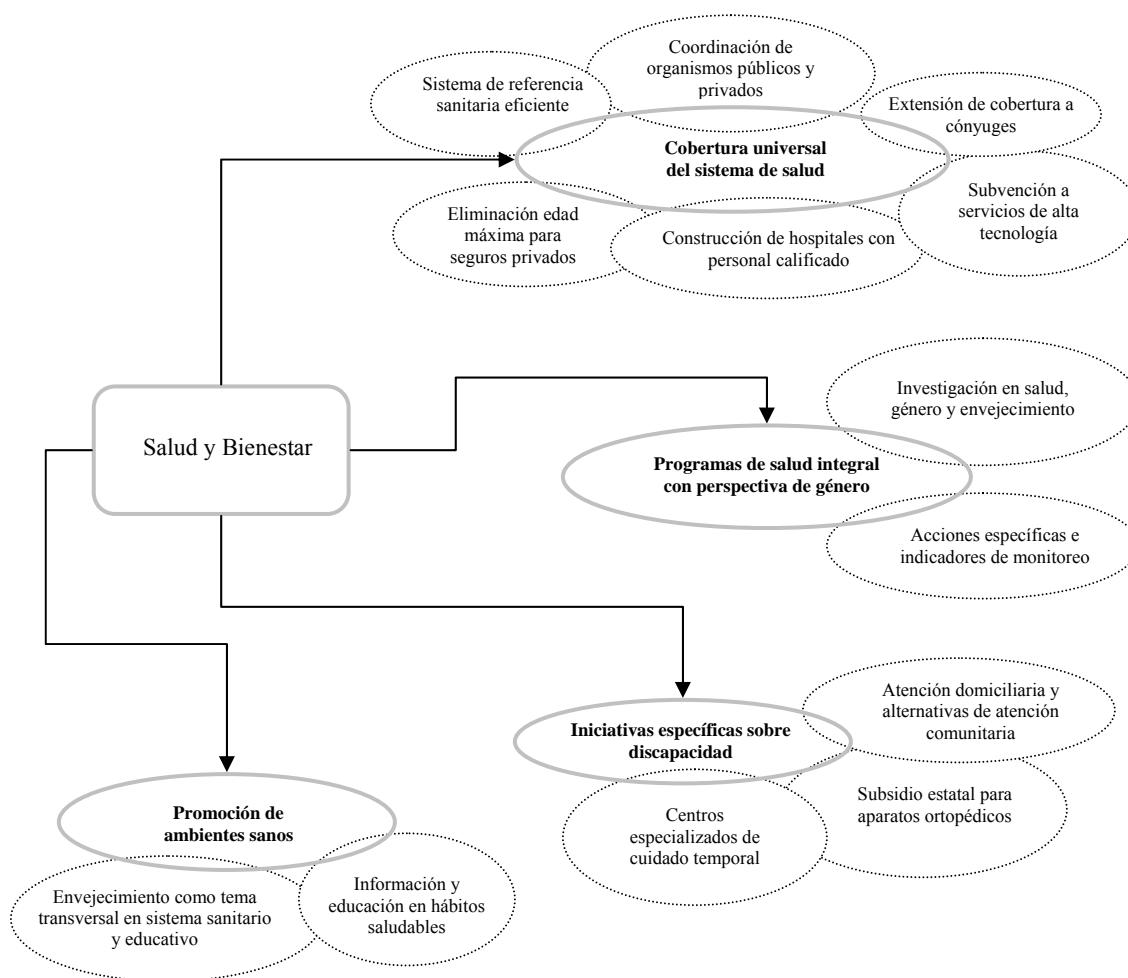 Coordinación de
organismos públicos y
privados
Sistema de referencia
sanitaria eficiente
Extensión de cobertura a
cónyuges
Cobertura universal
del sistema de salud
Subvención a
servicios de alta
tecnología
Eliminación edad
máxima para
seguros privados
Construcción de hospitales con
personal calificado
Investigación en salud,
género y envejecimiento
Salud y Bienestar
Programas de salud integral
con perspectiva de género
Acciones específicas e
indicadores de monitoreo
Atención domiciliaria y
alternativas de atención
comunitaria
Iniciativas específicas sobre
discapacidad
Subsidio estatal para
aparatos ortopédicos
Centros
especializados de
cuidado temporal
Promoción de
ambientes sanos
Envejecimiento como tema
transversal en sistema sanitario
y educativo
Información y
educación en hábitos
saludables